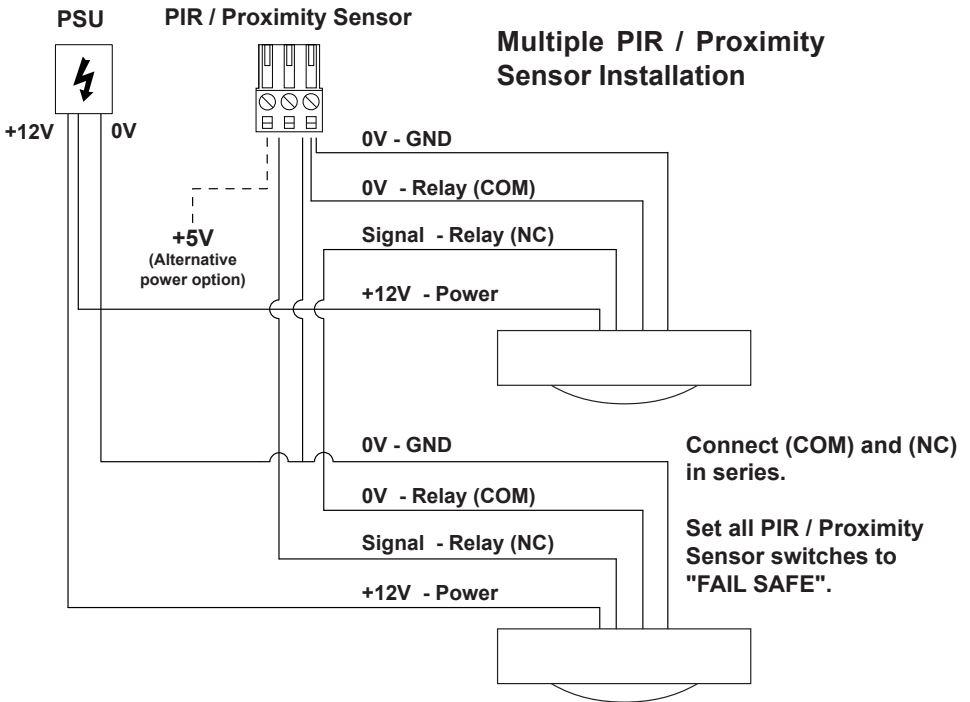 PSU
PIR / Proximity Sensor
Multiple PIR / Proximity
Sensor Installation
+12V
0V
0V - GND
0V - Relay (COM)
Signal - Relay (NC)
+5V
(Alternative
power option)
+12V - Power
0V - GND
Connect (COM) and (NC)
in series.
0V - Relay (COM)
Set all PIR / Proximity
Sensor switches to
"FAIL SAFE".
Signal - Relay (NC)
+12V - Power